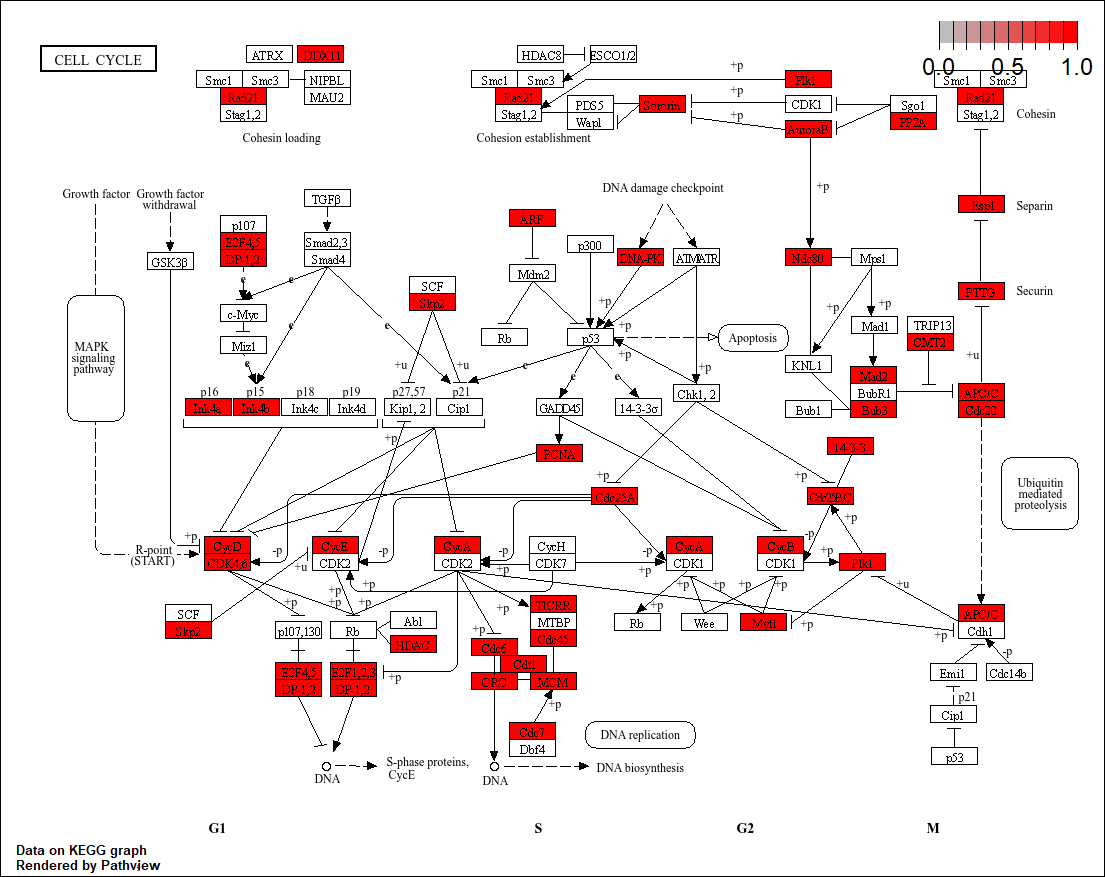 CELL CYCLE
0.0 0.5 1.0
ATRX DDX11
Smc1 Smc3 NIPBL
Rad21 MAU2
Stag1,2
Cohesin loading
HDAC8 ESCO1/2
Smc1 Smc3
Rad21
Stag1,2
PDS5
Wapl
Sororin
Cohesion establishment
+p
Plk1
+p
CDK1
+p
AuroraB
Sgo1
PP2A
Smc1 Smc3
Rad21
Stag1,2
Cohesin
+p
Esp1 Separin
PTTG Securin
+u
Growth factor
Growth factor
withdrawal
GSK3β
MAPK
signaling
pathway
p107
E2F4,5
DP-1,2
e
c-Myc
Miz1
e
TGFβ
Smad2,3
Smad4
e
e
SCF
Skp2
+u
+u
p16
Ink4a
p15
Ink4b
p18
Ink4c
p19
Ink4d
p27,57
Kip1, 2
p21
Cip1
DNA damage checkpoint
ARF
Mdm2
Rb
p300
DNA-PK
ATMATR
+p
+p
p53
+p
Apoptosis
+p
Chk1, 2
e
e
e
GADD45
14-3-3σ
PCNA
Ndc80
Mps1
+p
+p
Mad1
KNL1
TRIP13
CMT2
Mad2
BubR1
Bub3
Bub1
APC/C
Cdc20
14-3-3
+p
+p
Cdc25A
+p
Cdc25B,C
+p
-p
Ubiquitin
mediated
proteolysis
R-point
(START)
+p
CycD
CDK4,6
-p
CycE
CDK2
+u
-p
CycA
CDK2
-p
+p
CycH
CDK7
-p
+p
CycA
CDK1
CycB
CDK1
+p
Plk1
+u
SCF
Skp2
+p
+p
+p
+p
+p
p107,130
Rb
Abl
HDAC
+p
E2F4,5
DP-1,2
E2F1,2,3
DP-1,2
+p
+p
TICRR
MTBP
Cdc45
Cdc6
Cdt1
ORC
MCM
+p
Cdc7
Dbf4
+p
+p
+p
+p
Rb
Wee
Myt1
+p
+p
APC/C
Cdh1
-p
Emi1
Cdc14b
p21
Cip1
p53
DNA
S-phase proteins,
CycE
DNA
DNA biosynthesis
DNA replication
G1 S G2 M
Data on KEGG graph
Rendered by Pathview